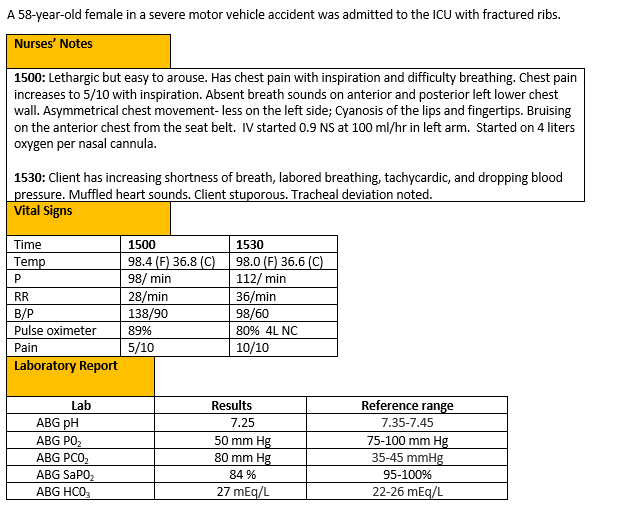 A 58-year-old female in a severe motor vehicle accident was admitted to the ICU with fractured ribs.
Nurses' Notes
1500: Lethargic but easy to arouse. Has chest pain with inspiration and difficulty breathing. Chest pain
increases to 5/10 with inspiration. Absent breath sounds on anterior and posterior left lower chest
wall. Asymmetrical chest movement- less on the left side; Cyanosis of the lips and fingertips. Bruising
on the anterior chest from the seat belt. IV started 0.9 NS at 100 ml/hr in left arm. Started on 4 liters
oxygen per nasal cannula.
1530: Client has increasing shortness of breath, labored breathing, tachycardic, and dropping blood
pressure. Muffled heart sounds. Client stuporous. Tracheal deviation noted.
Vital Signs
Time 1500 1530
Temp 98.4 (F) 36.8 (C) 98.0 (F) 36.6 (C)
P 98/ min 112/ min
RR 28/min 36/min
B/P 138/90 98/60
Pulse oximeter 89% 80% 4L NC
Pain 5/10 10/10
Laboratory Report
Lab Results Reference range
ABG pH 7.25 7.35-7.45
ABG PO₂ 50 mm Hg 75-100 mm Hg
ABG PCO₂ 80 mm Hg 35-45 mmHg
ABG SaPO₂ 84 % 95-100%
ABG HCO₃ 27 mEq/L 22-26 mEq/L